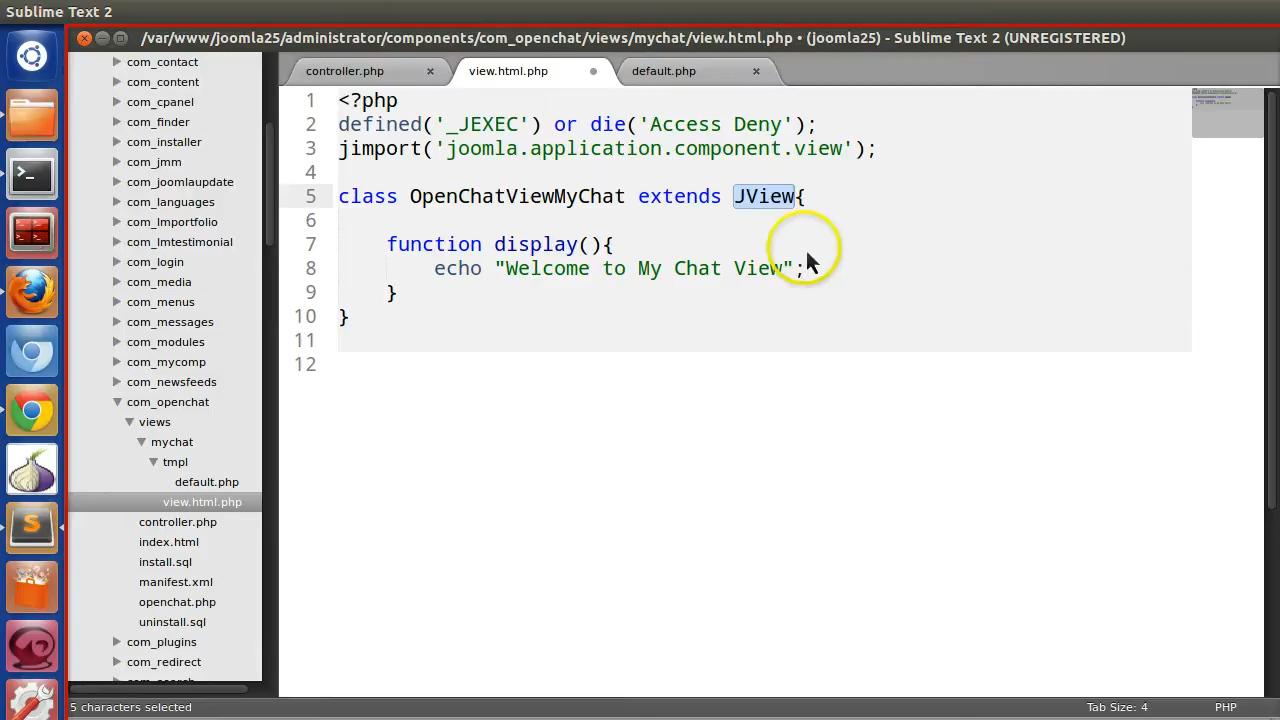 Sublime Text 2
/var/www/joomla25/administrator/components/com_openchat/views/mychat/view.html.php • (joomla25) - Sublime Text 2 (UNREGISTERED)
controller.php
view.html.php
default.php
com_contact
com_content
com_cpanel
com_finder
com_installer
com_jmm
com_joomlaupdate
com_languages
com_lmportfolio
com_lmtestimonial
com_login
com_media
com_menus
com_messages
com_modules
com_mycomp
com_newsfeeds
com_openchat
views
mychat
tmpl
default.php
view.html.php
controller.php
index.html
install.sql
manifest.xml
openchat.php
uninstall.sql
com_plugins
com_redirect
com_search
1 <?php
2 defined('_JEXEC') or die('Access Deny');
3 jimport('joomla.application.component.view');
4
5 class OpenChatViewMyChat extends JView{
6
7 function display(){
8 echo "Welcome to My Chat View";
9 }
10 }
11
12
5 characters selected
Tab Size: 4
PHP